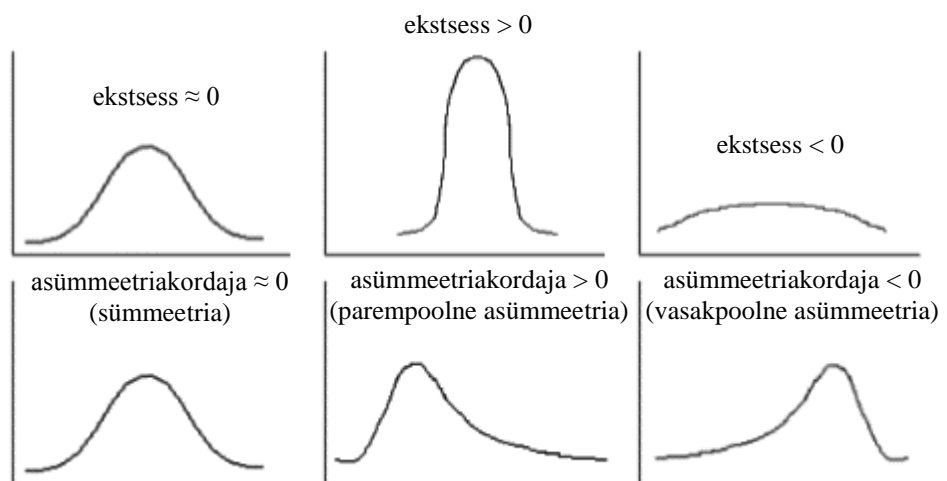 ekstsess ≈ 0
ekstsess > 0
ekstsess < 0
asümmeetriakordaja ≈ 0
(sümmeetria)
asümmeetriakordaja > 0
(parempoolne asümmeetria)
asümmeetriakordaja < 0
(vasakpoolne asümmeetria)